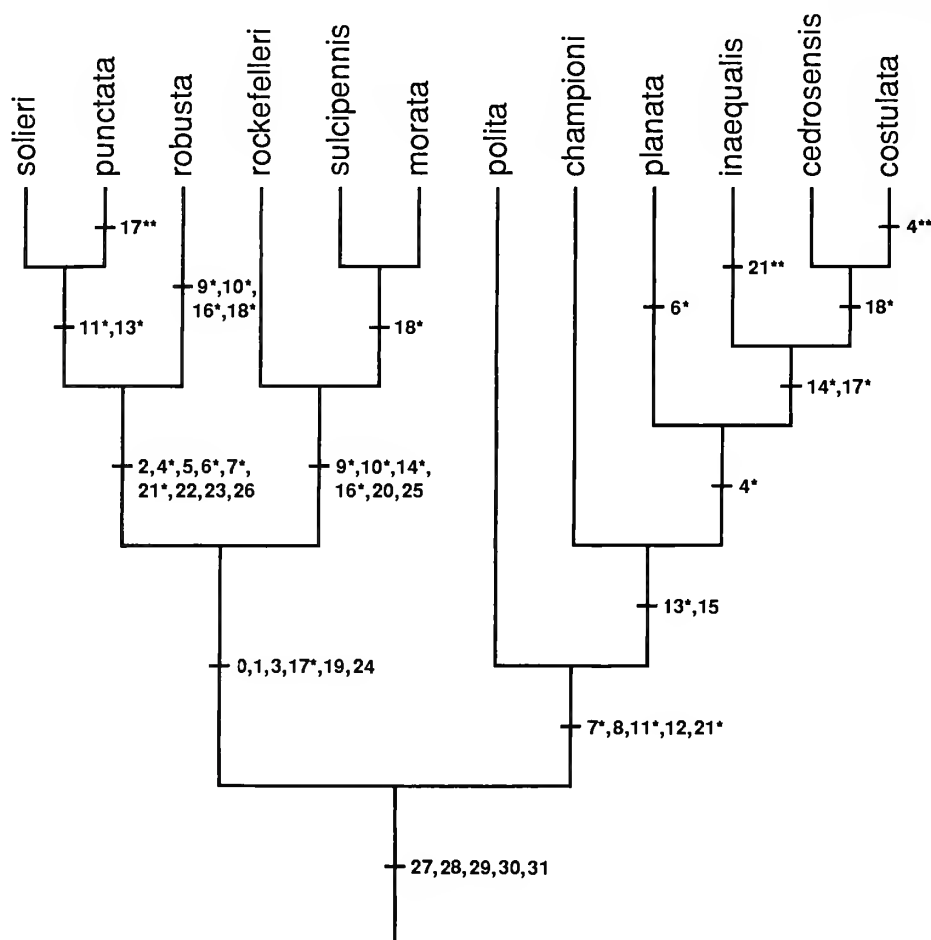 solieri
punctata
robusta
rockefelleri
sulcipennis
morata
polita
championi
planata
inaequalis
cedrosensis
costulata
17**
4**
21**
9*,10*,
16*,18*
6*
18*
11*,13*
18*
14*,17*
2,4*,5,6*,7*,
21*,22,23,26
9*,10*,14*,
16*,20,25
4*
13*,15
0,1,3,17*,19,24
7*,8,11*,12,21*
27,28,29,30,31